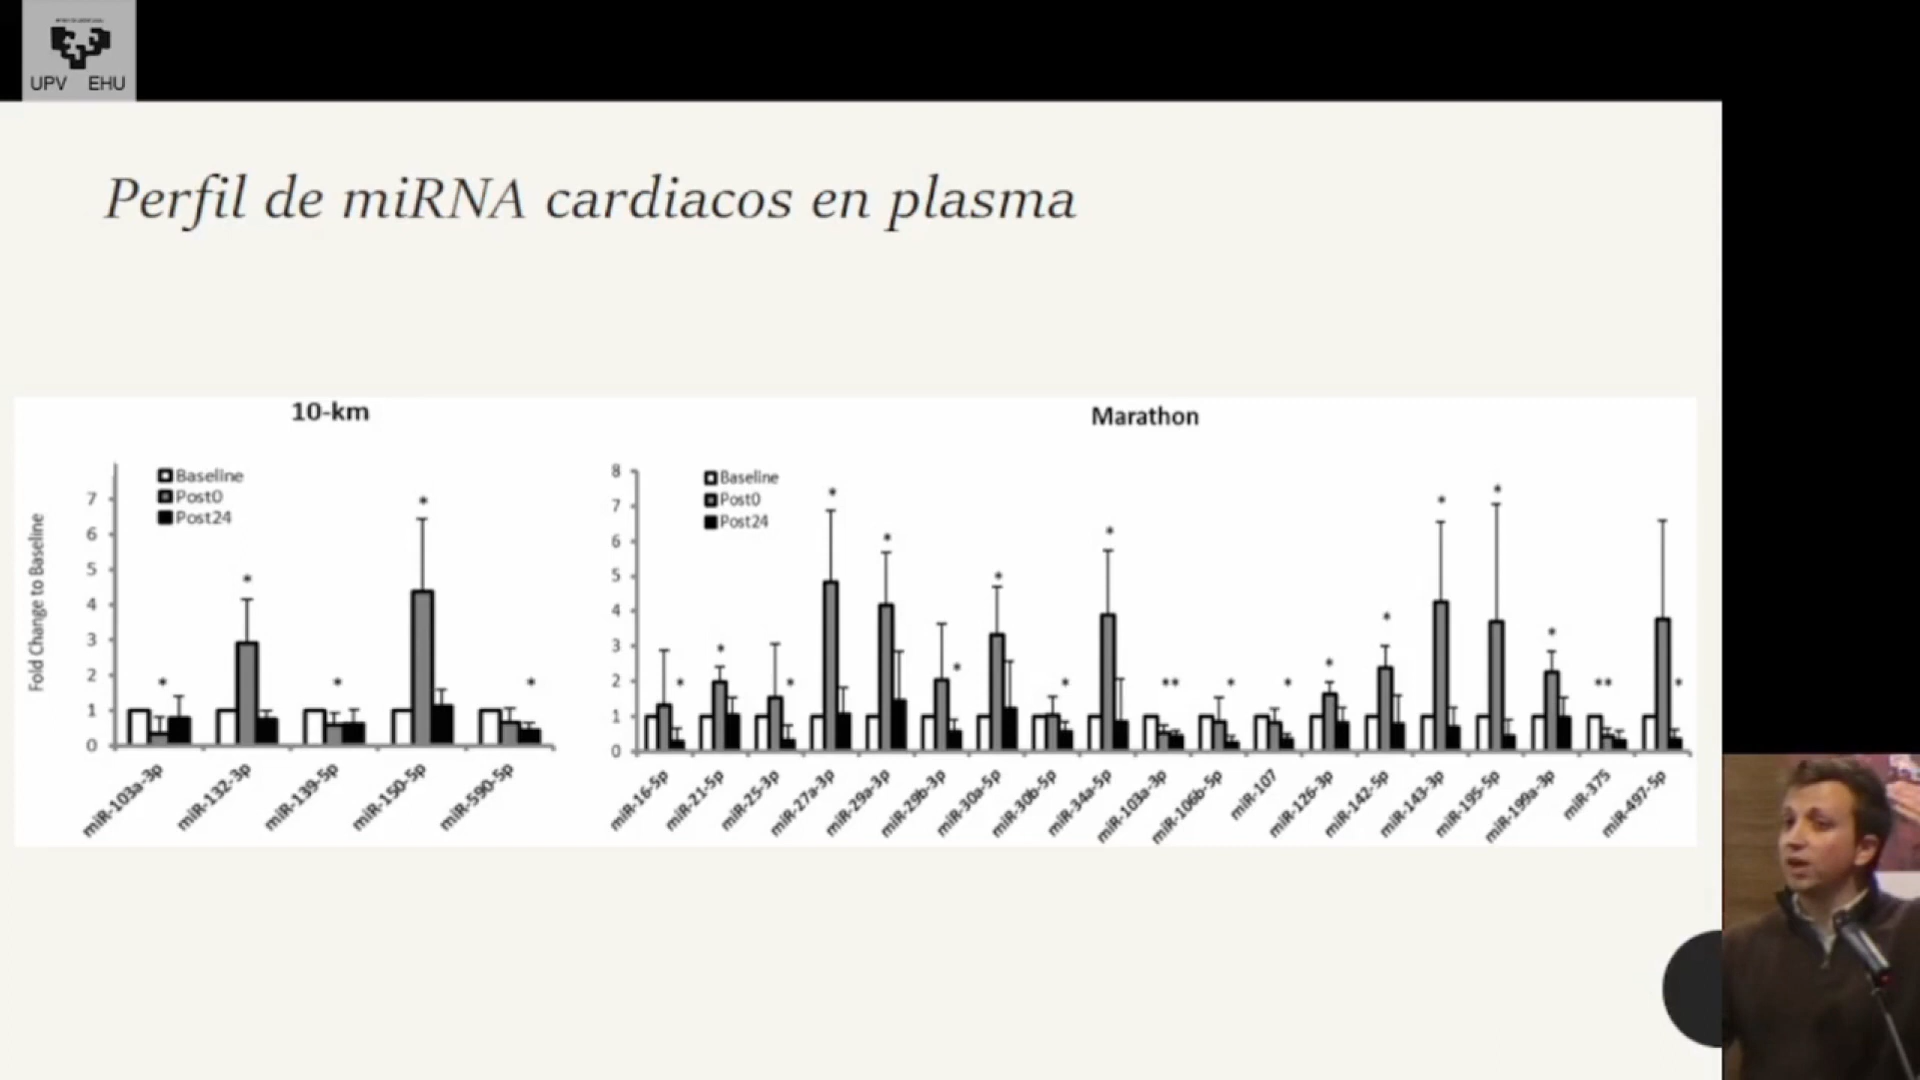 UPV EHU
Perfil de miRNA cardiacos en plasma
10-km
Fold Change to Baseline
7
6
5
4
3
2
1
0
Baseline
Post0
Post24
*
*
*
*
*
miR-103a-3p
miR-132-3p
miR-139-5p
miR-150-5p
miR-590-5p
Marathon
8
7
6
5
4
3
2
1
0
Baseline
Post0
Post24
*
*
*
*
*
*
*
*
*
**
*
*
*
*
*
*
*
**
*
miR-16-5p
miR-21-5p
miR-25-3p
miR-27a-3p
miR-29a-3p
miR-29b-3p
miR-30a-5p
miR-30b-5p
miR-34a-5p
miR-103a-3p
miR-106b-5p
miR-107
miR-126-3p
miR-142-5p
miR-143-3p
miR-195-5p
miR-199a-3p
miR-375
miR-497-5p